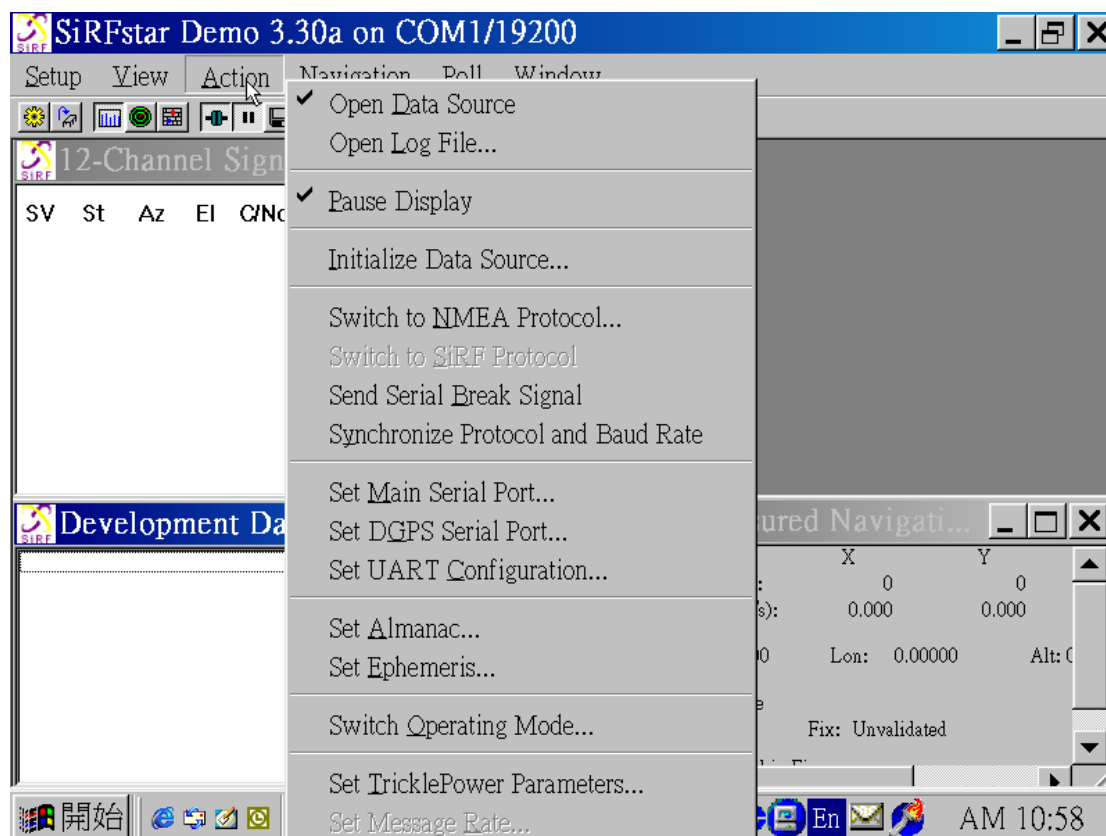 SiRFstar Demo 3.30a on COM1/19200
Setup View Action Navigation Poll Window
Open Data Source
Open Log File...
Pause Display
Initialize Data Source...
Switch to NMEA Protocol...
Switch to SiRF Protocol
Send Serial Break Signal
Synchronize Protocol and Baud Rate
Set Main Serial Port...
Set DGPS Serial Port...
Set UART Configuration...
Set Almanac...
Set Ephemeris...
Switch Operating Mode...
Set TricklePower Parameters...
Set Message Rate...
SiRF
12-Channel Sign
SiRF
SV St Az El C/No
Development Da
SiRF
ured Navigati...
X Y
: 0 0
s): 0.000 0.000
00 Lon: 0.00000 Alt: 0
Fix: Unvalidated
開始
En
AM 10:58